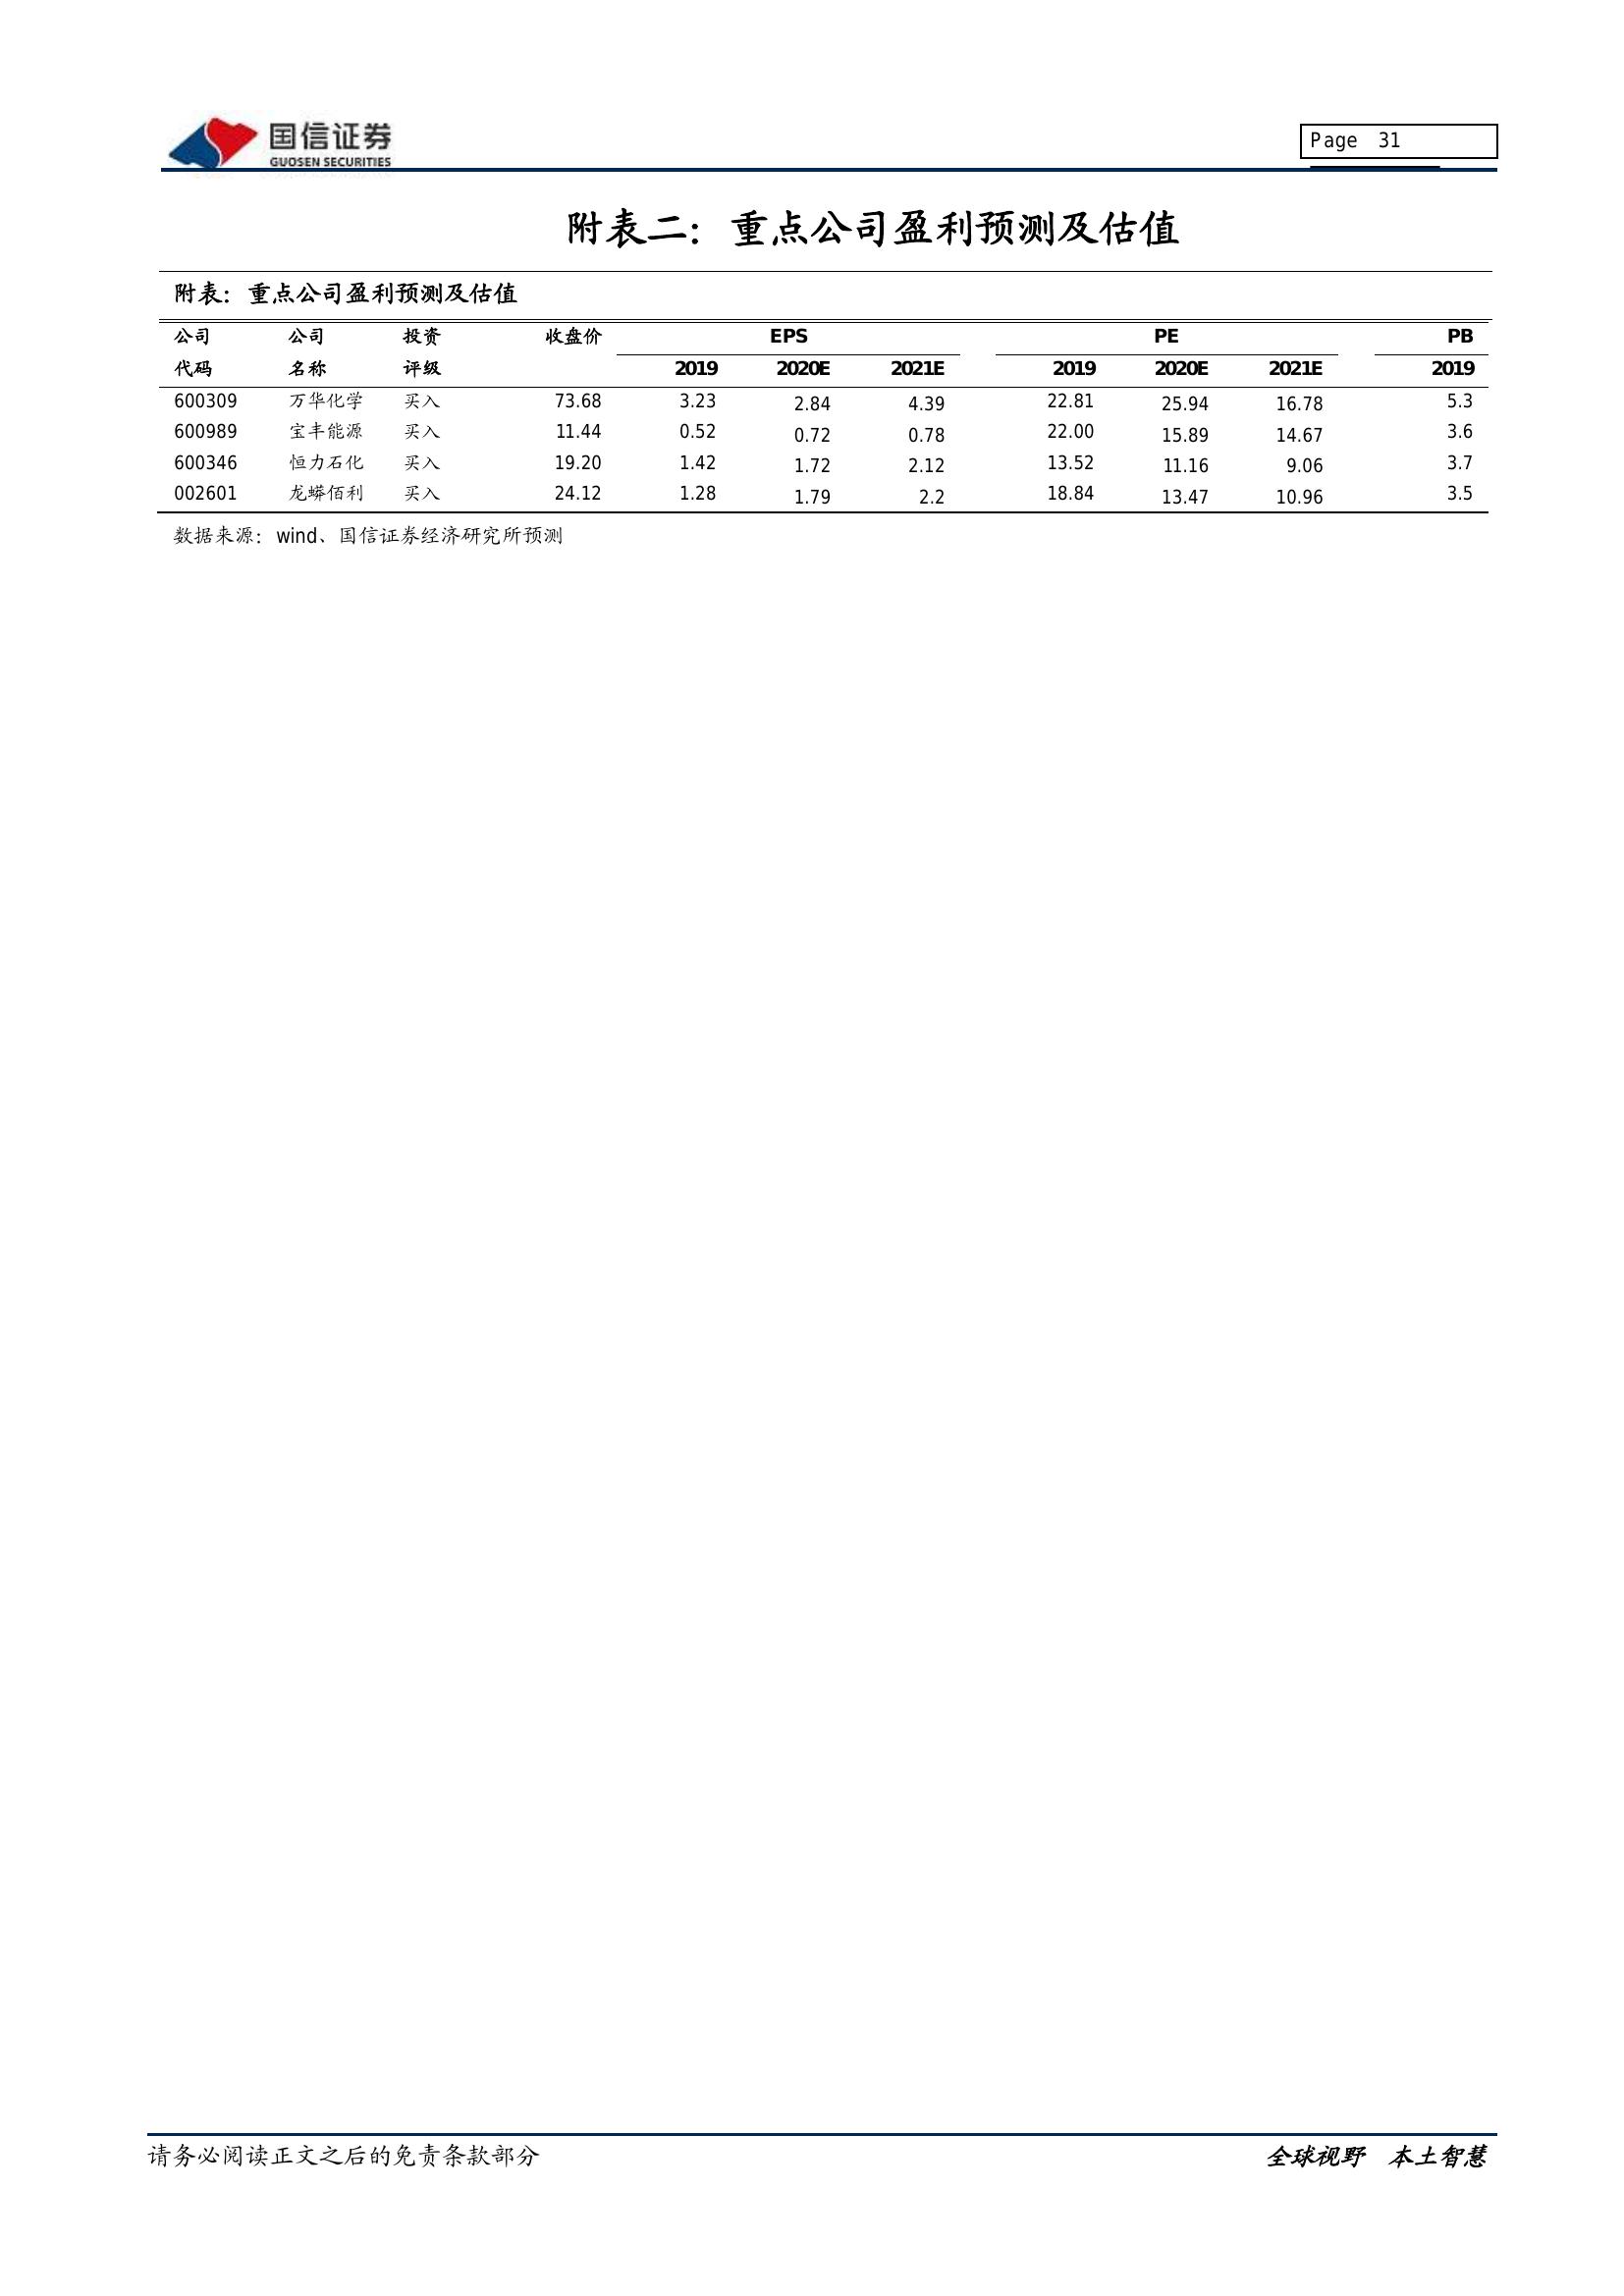 国信证券
GUOSEN SECURITIES
Page 31
附表二：重点公司盈利预测及估值
附表：重点公司盈利预测及估值
公司 公司 投资 收盘价 EPS PE PB
代码 名称 评级 2019 2020E 2021E 2019 2020E 2021E 2019
600309 万华化学 买入 73.68 3.23 2.84 4.39 22.81 25.94 16.78 5.3
600989 宝丰能源 买入 11.44 0.52 0.72 0.78 22.00 15.89 14.67 3.6
600346 恒力石化 买入 19.20 1.42 1.72 2.12 13.52 11.16 9.06 3.7
002601 龙蟒佰利 买入 24.12 1.28 1.79 2.2 18.84 13.47 10.96 3.5
数据来源：wind、国信证券经济研究所预测
请务必阅读正文之后的免责条款部分 全球视野 本土智慧